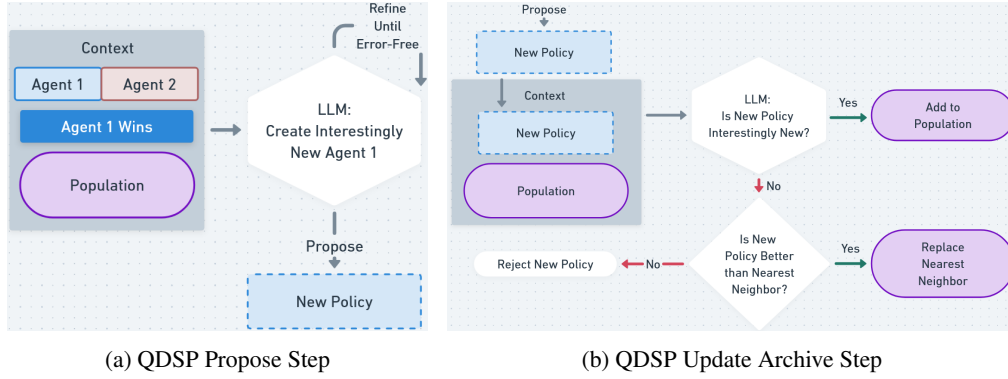 Refine
Until
Error-Free
Context
Agent 1
Agent 2
Agent 1 Wins
Population
LLM:
Create Interestingly
New Agent 1
Propose
New Policy
(a) QDSP Propose Step
Propose
New Policy
Context
New Policy
Population
LLM:
Is New Policy
Interestingly New?
Yes
Add to
Population
No
Is New
Policy Better
than Nearest
Neighbor?
Yes
Replace
Nearest
Neighbor
No
Reject New Policy
(b) QDSP Update Archive Step